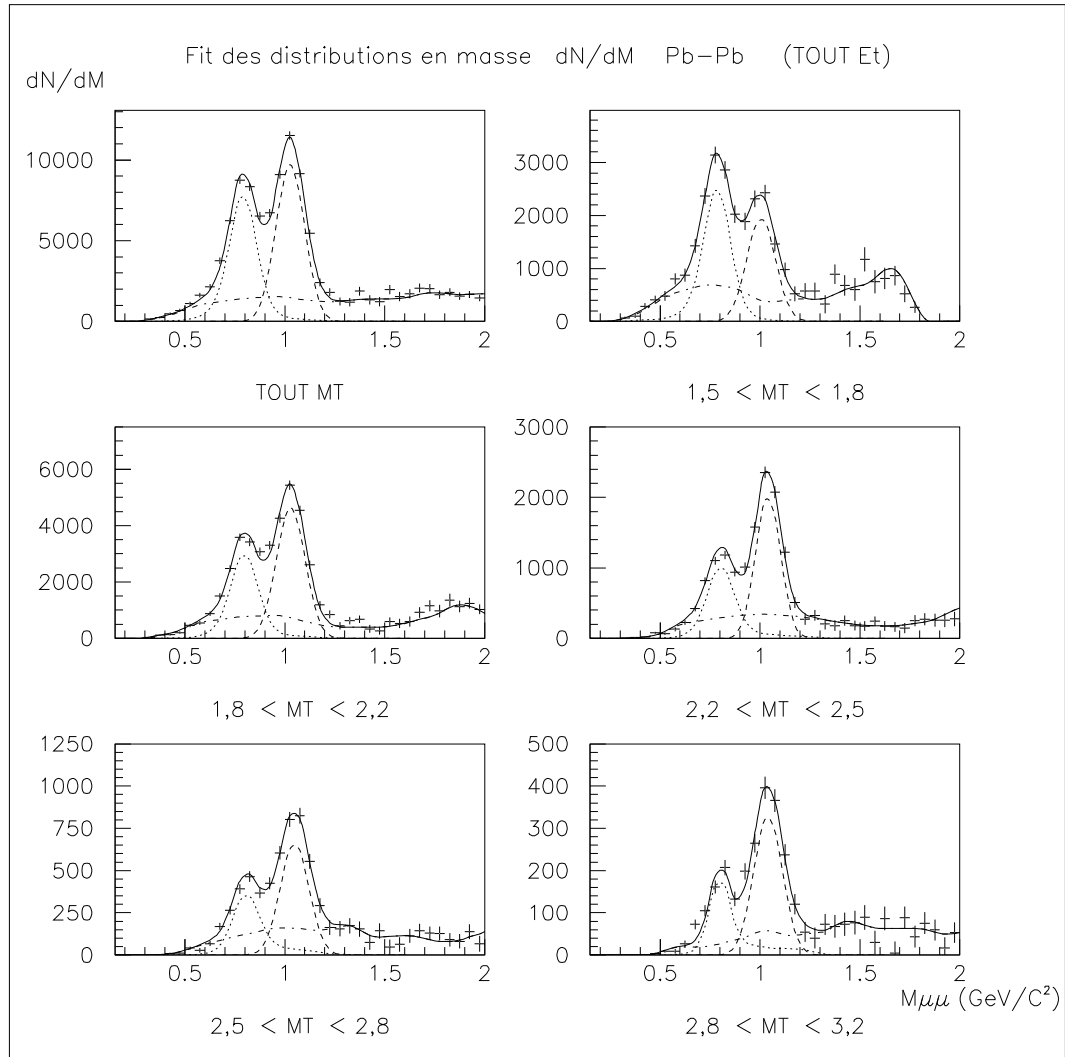 Fit des distributions en masse dN/dM Pb-Pb (TOUT Et)
dN/dM
10000
5000
0
0.5 1 1.5 2
TOUT MT
3000
2000
1000
0
0.5 1 1.5 2
1,5 < MT < 1,8
6000
4000
2000
0
0.5 1 1.5 2
1,8 < MT < 2,2
3000
2000
1000
0
0.5 1 1.5 2
2,2 < MT < 2,5
1250
1000
750
500
250
0
0.5 1 1.5 2
2,5 < MT < 2,8
500
400
300
200
100
0
0.5 1 1.5 2
Mμμ (GeV/C²)
2,8 < MT < 3,2